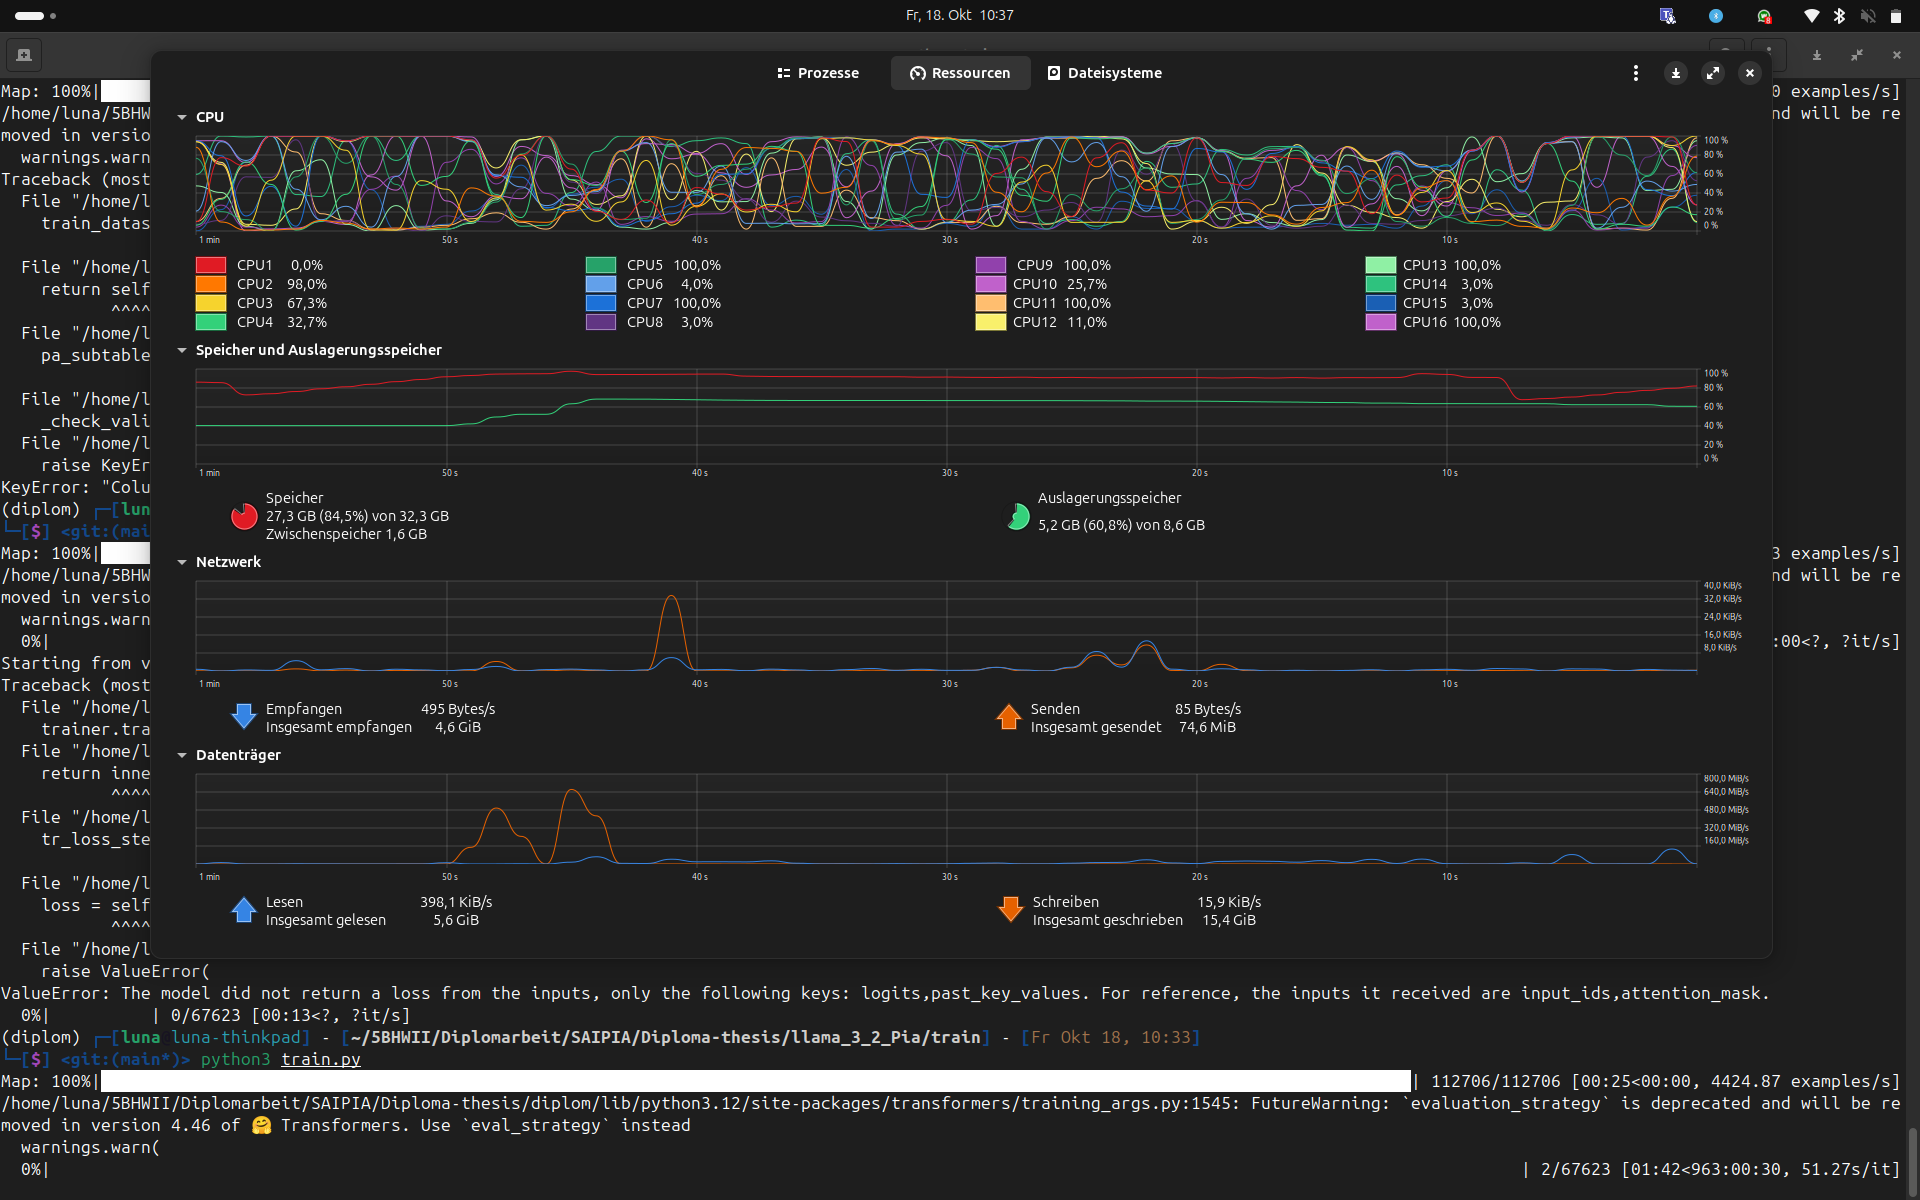 Fr, 18. Okt 10:37
Prozesse
Ressourcen
Dateisysteme
CPU
100 %
80 %
60 %
40 %
20 %
0 %
1 min 50 s 40 s 30 s 20 s 10 s
CPU1 0,0% CPU5 100,0% CPU9 100,0% CPU13 100,0%
CPU2 98,0% CPU6 4,0% CPU10 25,7% CPU14 3,0%
CPU3 67,3% CPU7 100,0% CPU11 100,0% CPU15 3,0%
CPU4 32,7% CPU8 3,0% CPU12 11,0% CPU16 100,0%
Speicher und Auslagerungsspeicher
100 %
80 %
60 %
40 %
20 %
0 %
1 min 50 s 40 s 30 s 20 s 10 s
Speicher
27,3 GB (84,5%) von 32,3 GB
Zwischenspeicher 1,6 GB
Auslagerungsspeicher
5,2 GB (60,8%) von 8,6 GB
Netzwerk
40,0 KiB/s
32,0 KiB/s
24,0 KiB/s
16,0 KiB/s
8,0 KiB/s
1 min 50 s 40 s 30 s 20 s 10 s
Empfangen 495 Bytes/s
Insgesamt empfangen 4,6 GiB
Senden 85 Bytes/s
Insgesamt gesendet 74,6 MiB
Datenträger
800,0 MiB/s
640,0 MiB/s
480,0 MiB/s
320,0 MiB/s
160,0 MiB/s
1 min 50 s 40 s 30 s 20 s 10 s
Lesen 398,1 KiB/s
Insgesamt gelesen 5,6 GiB
Schreiben 15,9 KiB/s
Insgesamt geschrieben 15,4 GiB
Map: 100%| 0 examples/s]
/home/luna/5BHW nd will be re
moved in versio
warnings.warn
Traceback (most
File "/home/l
train_datas
File "/home/l
return self
^^^^
File "/home/l
pa_subtable
File "/home/l
_check_vali
File "/home/l
raise KeyEr
KeyError: "Colu
(diplom) ┌─[lun
└─[$] <git:(mai
Map: 100%| 3 examples/s]
/home/luna/5BHW nd will be re
moved in versio
warnings.warn
0%| :00<?, ?it/s]
Starting from v
Traceback (most
File "/home/l
trainer.tra
File "/home/l
return inne
^^^^
File "/home/l
tr_loss_ste
File "/home/l
loss = self
^^^^
File "/home/l
raise ValueError(
ValueError: The model did not return a loss from the inputs, only the following keys: logits,past_key_values. For reference, the inputs it received are input_ids,attention_mask.
0%| | 0/67623 [00:13<?, ?it/s]
(diplom) ┌─[luna luna-thinkpad] - [~/5BHWII/Diplomarbeit/SAIPIA/Diploma-thesis/llama_3_2_Pia/train] - [Fr Okt 18, 10:33]
└─[$] <git:(main*)> python3 train.py
Map: 100%| | 112706/112706 [00:25<00:00, 4424.87 examples/s]
/home/luna/5BHWII/Diplomarbeit/SAIPIA/Diploma-thesis/diplom/lib/python3.12/site-packages/transformers/training_args.py:1545: FutureWarning: `evaluation_strategy` is deprecated and will be re
moved in version 4.46 of 🤗 Transformers. Use `eval_strategy` instead
warnings.warn(
0%| | 2/67623 [01:42<963:00:30, 51.27s/it]